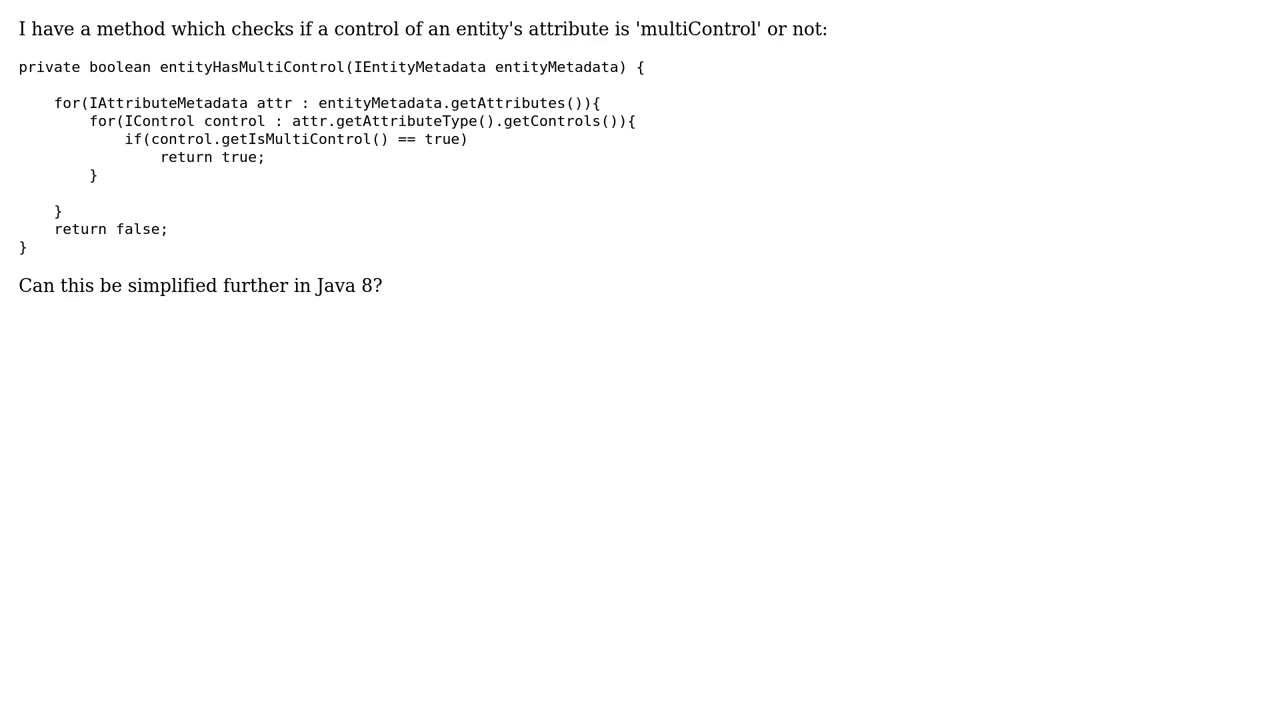 I have a method which checks if a control of an entity's attribute is 'multiControl' or not:
private boolean entityHasMultiControl(IEntityMetadata entityMetadata) {
    for(IAttributeMetadata attr : entityMetadata.getAttributes()){
        for(IControl control : attr.getAttributeType().getControls()){
            if(control.getIsMultiControl() == true)
                return true;
        }
    }
    return false;
}
Can this be simplified further in Java 8?